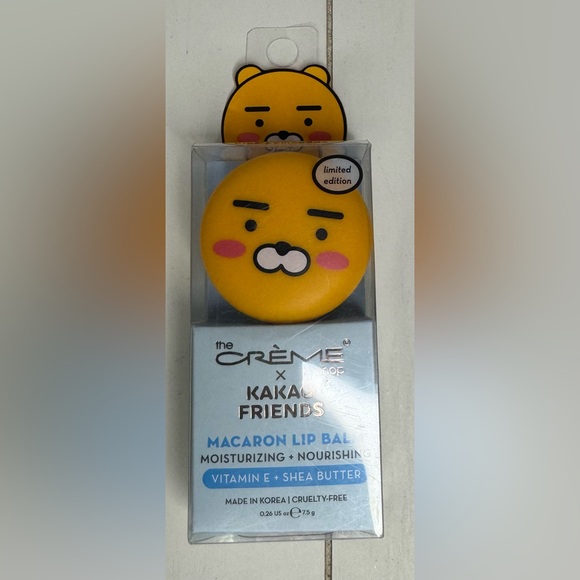 limited
edition
the
CRÈME
shop
×
KAKAO
FRIENDS
MACARON LIP BALM
MOISTURIZING + NOURISHING
VITAMIN E + SHEA BUTTER
MADE IN KOREA | CRUELTY-FREE
0.26 US oz ℮ 7.5 g